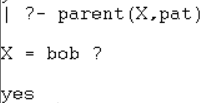 | ?- parent(X,pat)
X = bob ?
yes